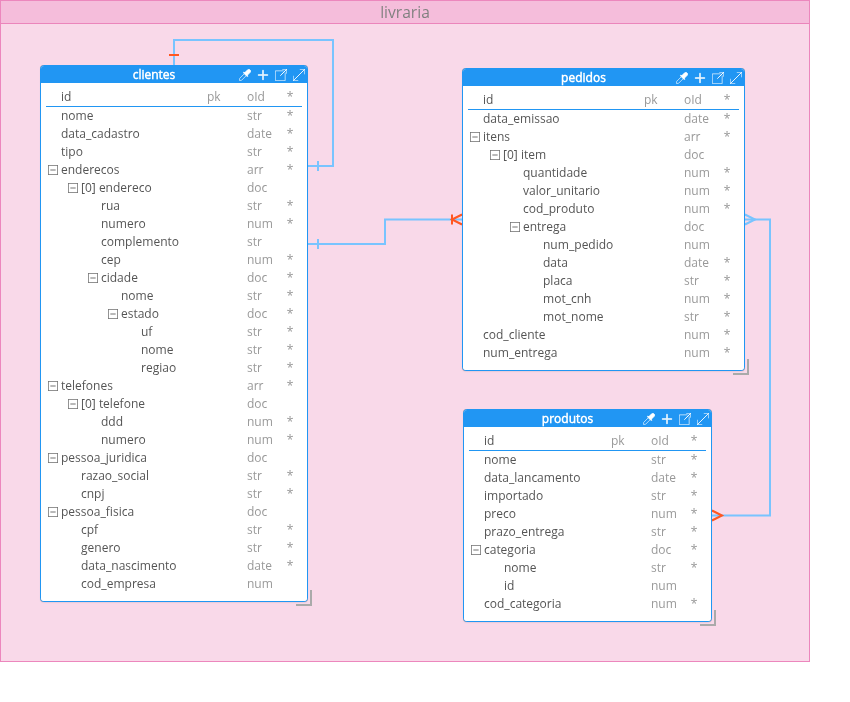 livraria
clientes
id pk oId *
nome str *
data_cadastro date *
tipo str *
enderecos arr *
[0] endereco doc
rua str *
numero num *
complemento str
cep num *
cidade doc *
nome str *
estado doc *
uf str *
nome str *
regiao str *
telefones arr *
[0] telefone doc
ddd num *
numero num *
pessoa_juridica doc
razao_social str *
cnpj str *
pessoa_fisica doc
cpf str *
genero str *
data_nascimento date *
cod_empresa num
pedidos
id pk oId *
data_emissao date *
itens arr *
[0] item doc
quantidade num *
valor_unitario num *
cod_produto num *
entrega doc
num_pedido num
data date *
placa str *
mot_cnh num *
mot_nome str *
cod_cliente num *
num_entrega num *
produtos
id pk oId *
nome str *
data_lancamento date *
importado str *
preco num *
prazo_entrega str *
categoria doc *
nome str *
id num
cod_categoria num *